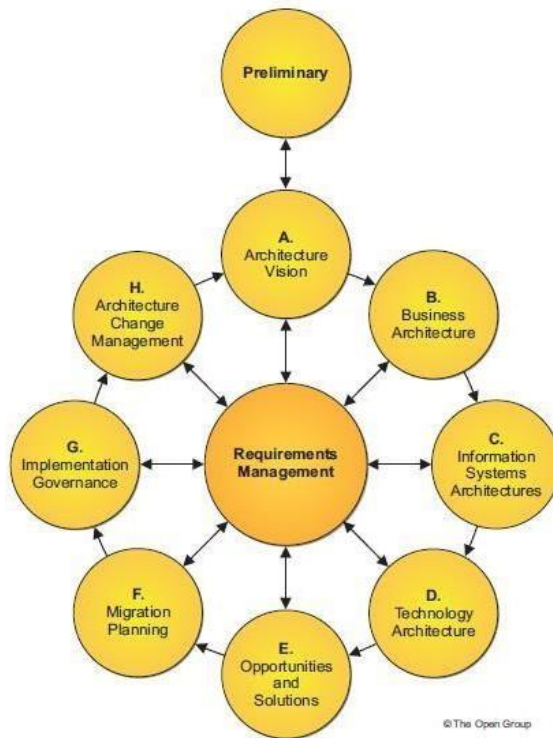 Preliminary
A.
Architecture
Vision
H.
Architecture
Change
Management
B.
Business
Architecture
G.
Implementation
Governance
Requirements
Management
C.
Information
Systems
Architectures
F.
Migration
Planning
D.
Technology
Architecture
E.
Opportunities
and
Solutions
© The Open Group